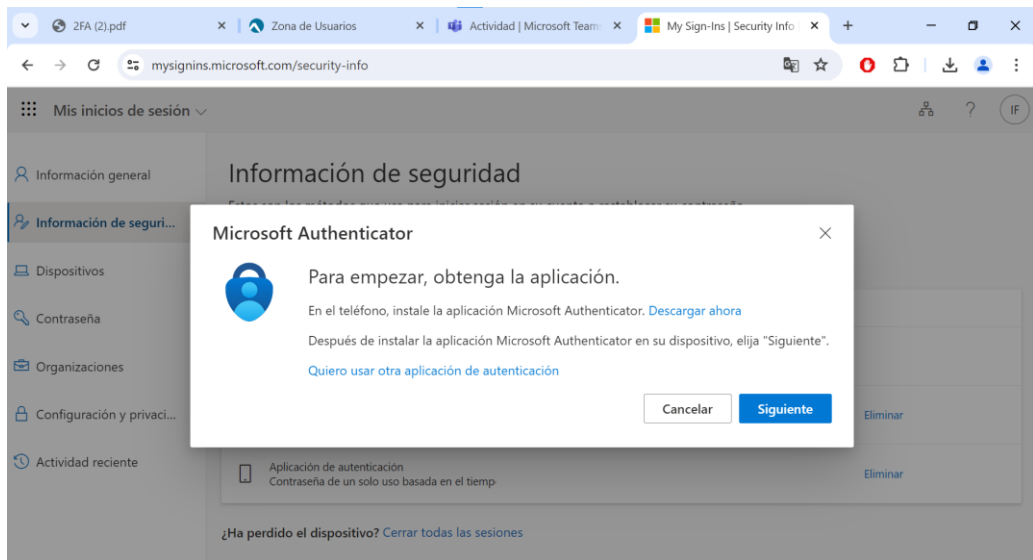 2FA (2).pdf
Zona de Usuarios
Actividad | Microsoft Team
My Sign-Ins | Security Info
mysignins.microsoft.com/security-info
Mis inicios de sesión
IF
Información general
Información de seguri...
Dispositivos
Contraseña
Organizaciones
Configuración y privaci...
Actividad reciente
Información de seguridad
Microsoft Authenticator
Para empezar, obtenga la aplicación.
En el teléfono, instale la aplicación Microsoft Authenticator. Descargar ahora
Después de instalar la aplicación Microsoft Authenticator en su dispositivo, elija "Siguiente".
Quiero usar otra aplicación de autenticación
Cancelar
Siguiente
Eliminar
Aplicación de autenticación
Contraseña de un solo uso basada en el tiemp
Eliminar
¿Ha perdido el dispositivo? Cerrar todas las sesiones